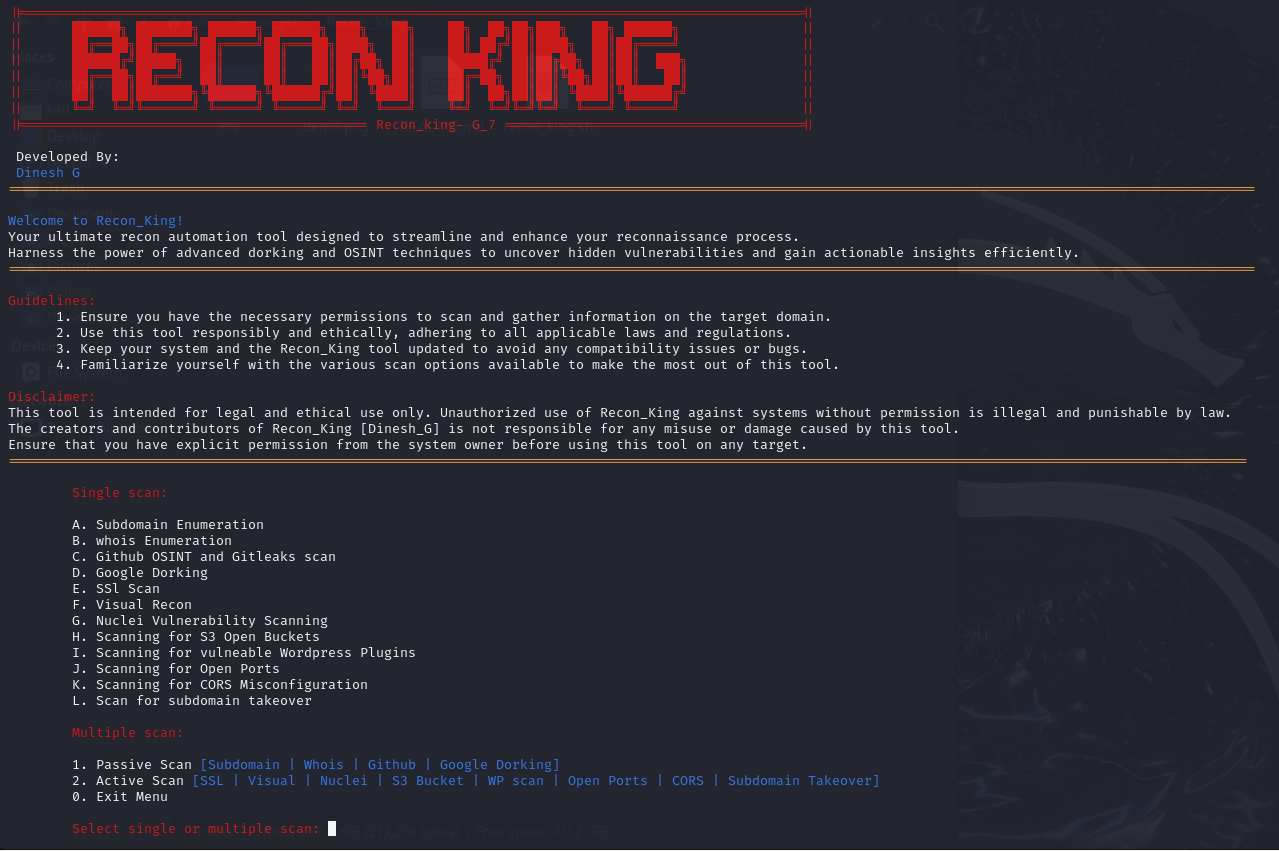 RECON KING
Recon_king- G_7
Developed By:
Dinesh G
Welcome to Recon_King!
Your ultimate recon automation tool designed to streamline and enhance your reconnaissance process.
Harness the power of advanced dorking and OSINT techniques to uncover hidden vulnerabilities and gain actionable insights efficiently.
Guidelines:
1. Ensure you have the necessary permissions to scan and gather information on the target domain.
2. Use this tool responsibly and ethically, adhering to all applicable laws and regulations.
3. Keep your system and the Recon_King tool updated to avoid any compatibility issues or bugs.
4. Familiarize yourself with the various scan options available to make the most out of this tool.
Disclaimer:
This tool is intended for legal and ethical use only. Unauthorized use of Recon_King against systems without permission is illegal and punishable by law.
The creators and contributors of Recon_King [Dinesh_G] is not responsible for any misuse or damage caused by this tool.
Ensure that you have explicit permission from the system owner before using this tool on any target.
Single scan:
A. Subdomain Enumeration
B. whois Enumeration
C. Github OSINT and Gitleaks scan
D. Google Dorking
E. SSl Scan
F. Visual Recon
G. Nuclei Vulnerability Scanning
H. Scanning for S3 Open Buckets
I. Scanning for vulneable Wordpress Plugins
J. Scanning for Open Ports
K. Scanning for CORS Misconfiguration
L. Scan for subdomain takeover
Multiple scan:
1. Passive Scan [Subdomain | Whois | Github | Google Dorking]
2. Active Scan [SSL | Visual | Nuclei | S3 Bucket | WP scan | Open Ports | CORS | Subdomain Takeover]
0. Exit Menu
Select single or multiple scan: